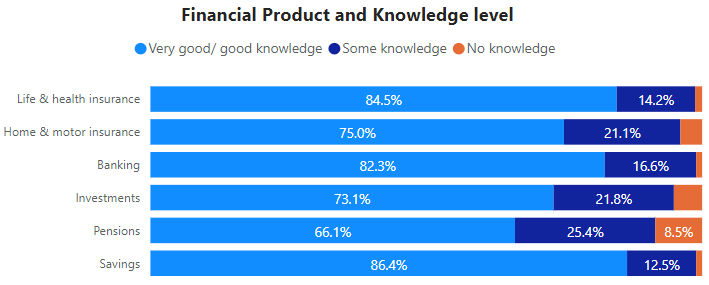 Financial Product and Knowledge level
Very good/ good knowledge Some knowledge No knowledge
Life & health insurance 84.5% 14.2%
Home & motor insurance 75.0% 21.1%
Banking 82.3% 16.6%
Investments 73.1% 21.8%
Pensions 66.1% 25.4% 8.5%
Savings 86.4% 12.5%